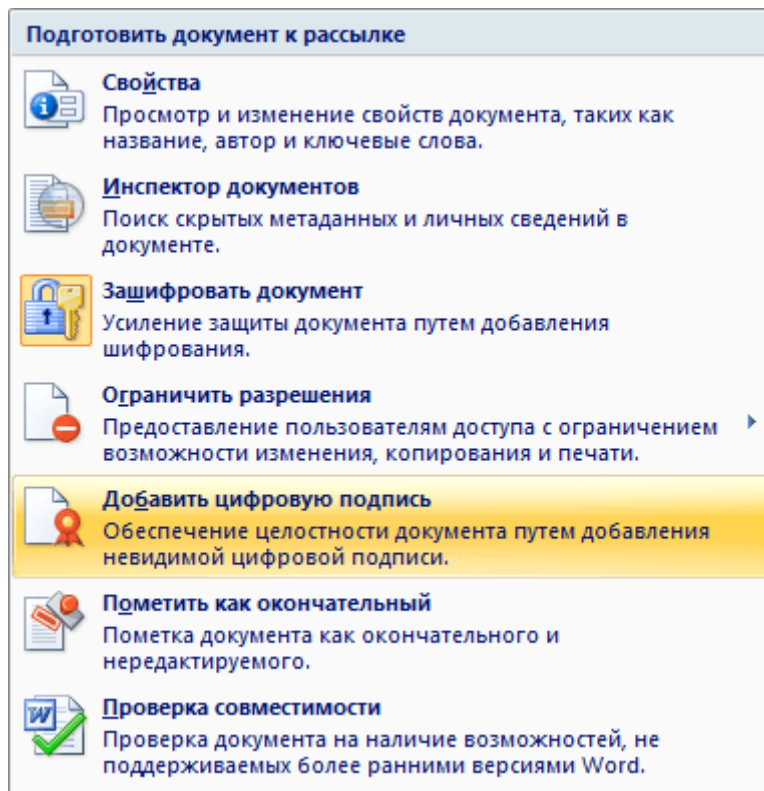 Подготовить документ к рассылке
Свойства
Просмотр и изменение свойств документа, таких как
название, автор и ключевые слова.
Инспектор документов
Поиск скрытых метаданных и личных сведений в
документе.
Зашифровать документ
Усиление защиты документа путем добавления
шифрования.
Ограничить разрешения
Предоставление пользователям доступа с ограничением
возможности изменения, копирования и печати.
Добавить цифровую подпись
Обеспечение целостности документа путем добавления
невидимой цифровой подписи.
Пометить как окончательный
Пометка документа как окончательного и
нередактируемого.
Проверка совместимости
Проверка документа на наличие возможностей, не
поддерживаемых более ранними версиями Word.